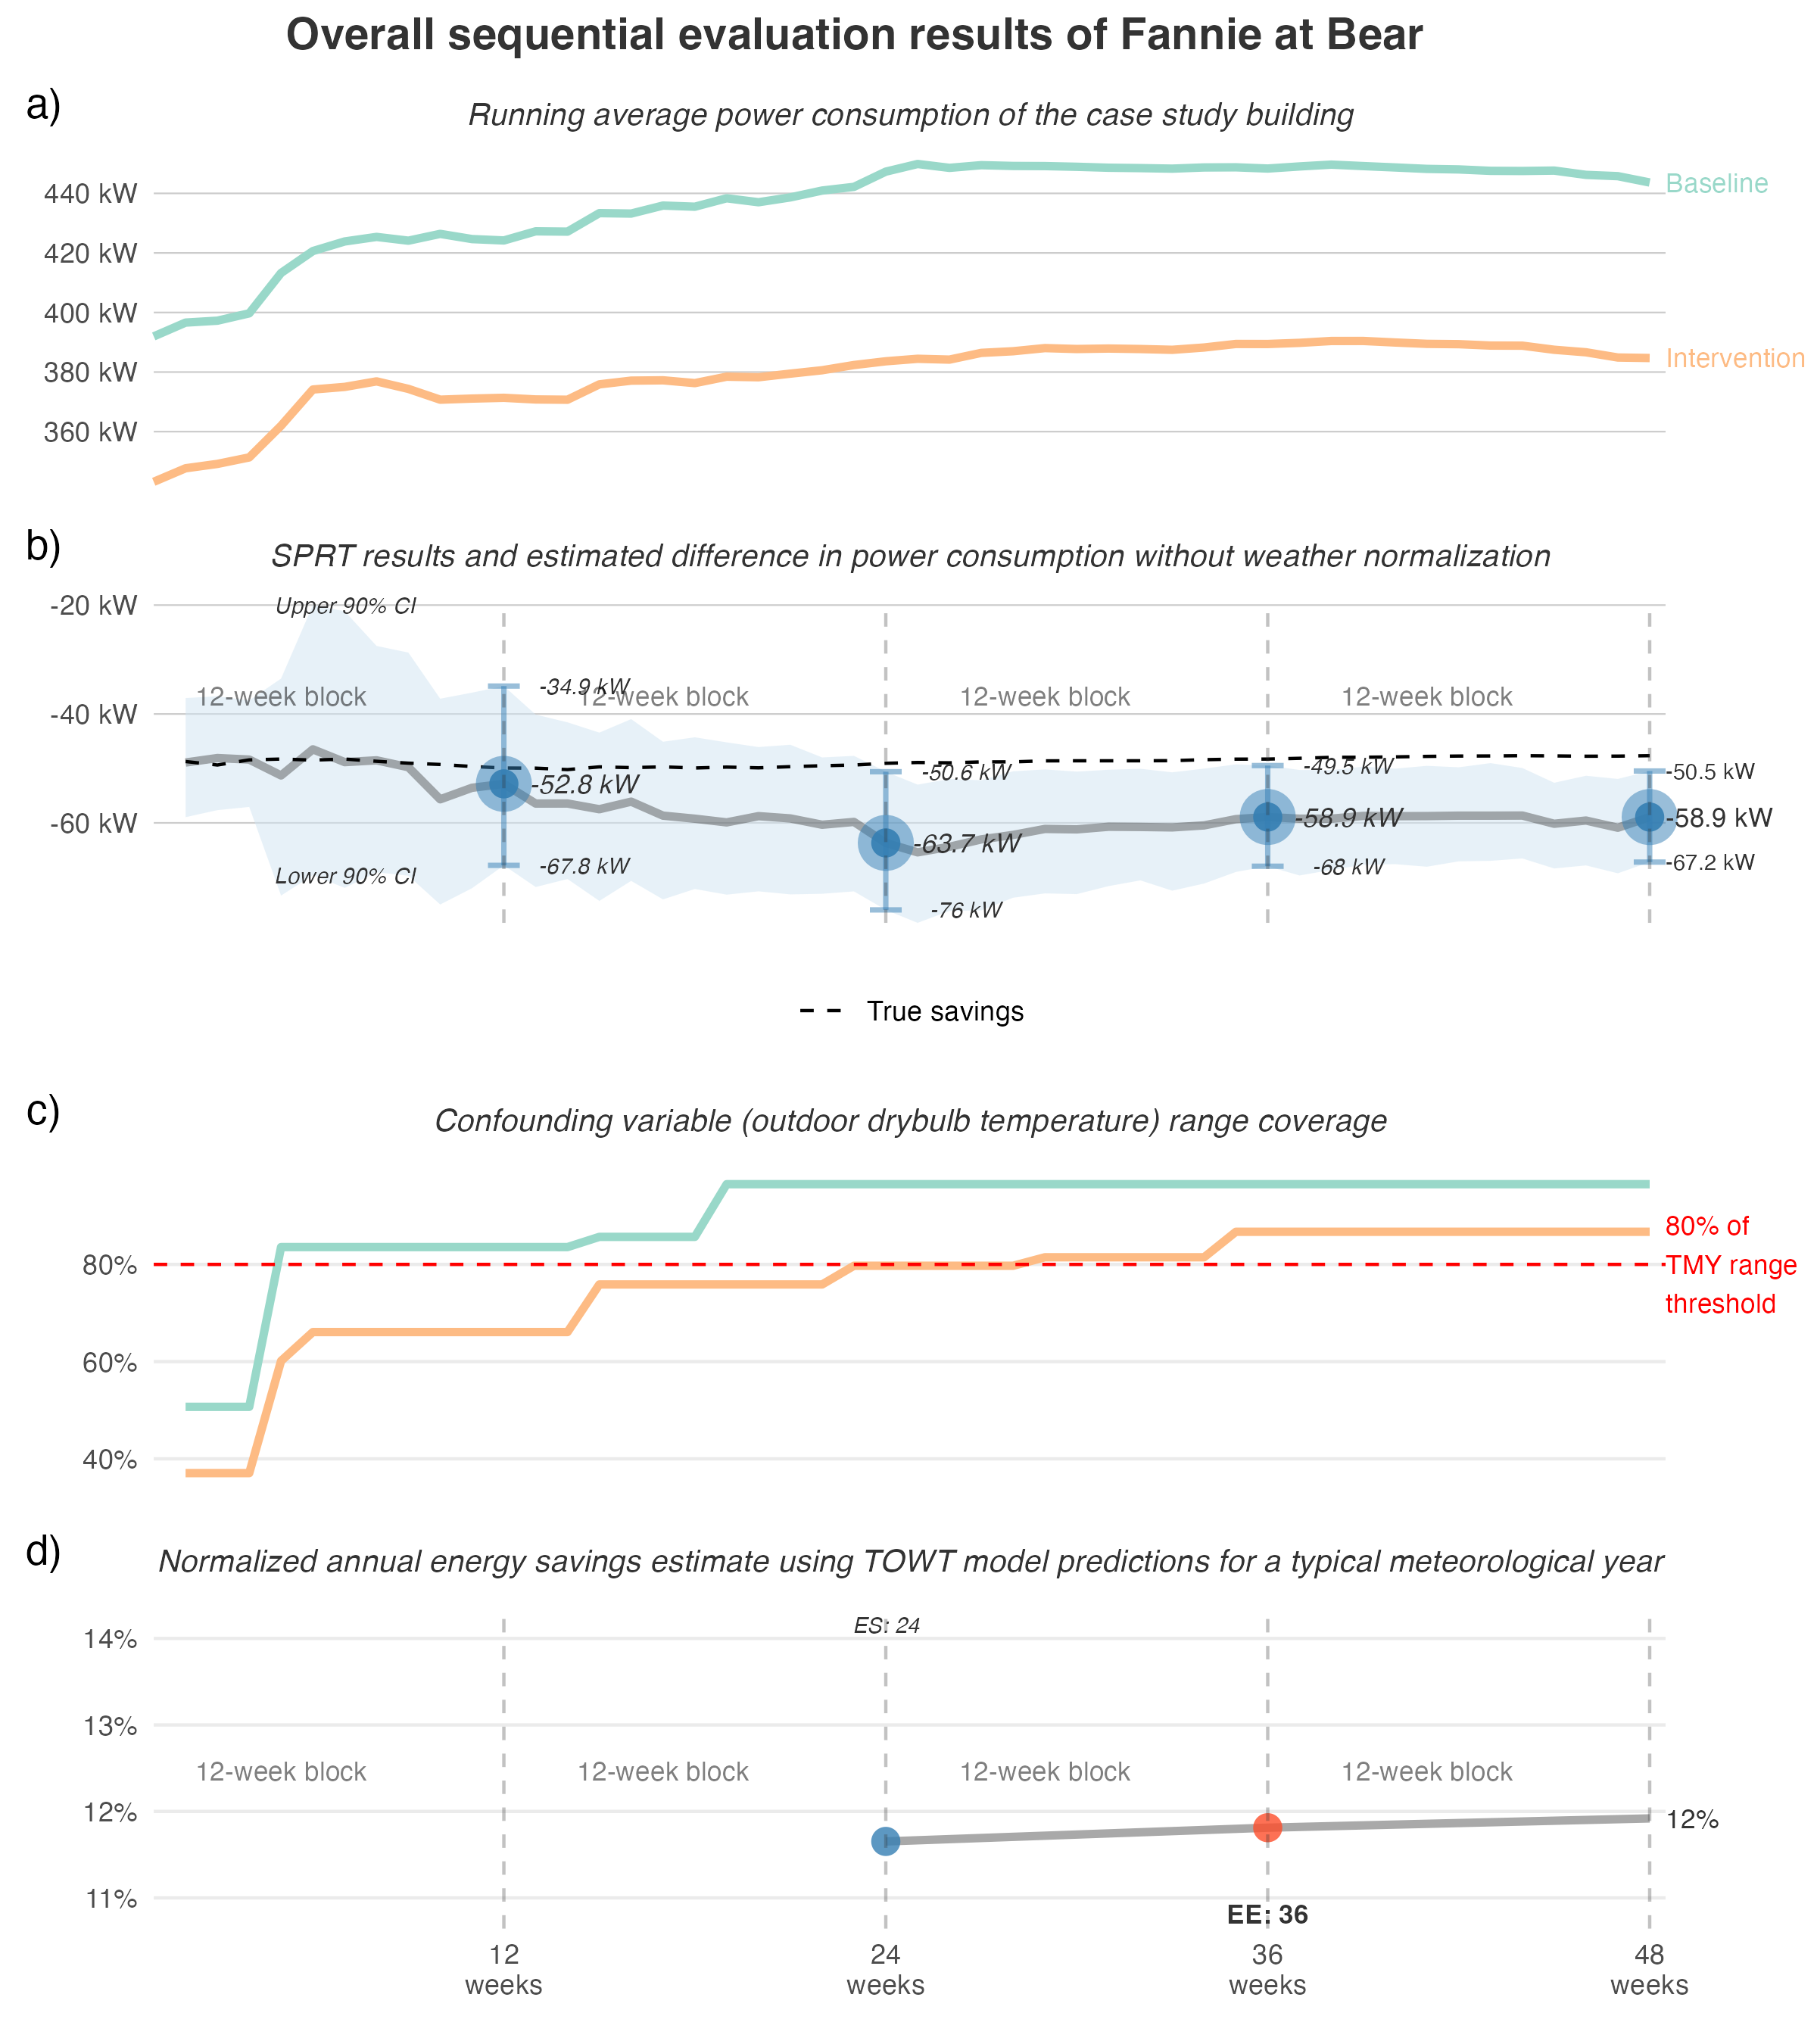 Overall sequential evaluation results of Fannie at Bear
a)
Running average power consumption of the case study building
440 kW
420 kW
400 kW
380 kW
360 kW
Baseline
Intervention
b)
SPRT results and estimated difference in power consumption without weather normalization
-20 kW
-40 kW
-60 kW
Upper 90% CI
Lower 90% CI
12-week block
12-week block
12-week block
12-week block
-34.9 kW
-52.8 kW
-67.8 kW
-50.6 kW
-63.7 kW
-76 kW
-49.5 kW
-58.9 kW
-68 kW
-50.5 kW
-58.9 kW
-67.2 kW
True savings
c)
Confounding variable (outdoor drybulb temperature) range coverage
80%
60%
40%
80% of
TMY range
threshold
d)
Normalized annual energy savings estimate using TOWT model predictions for a typical meteorological year
ES: 24
14%
13%
12%
11%
12-week block
12-week block
12-week block
12-week block
12%
EE: 36
12
weeks
24
weeks
36
weeks
48
weeks